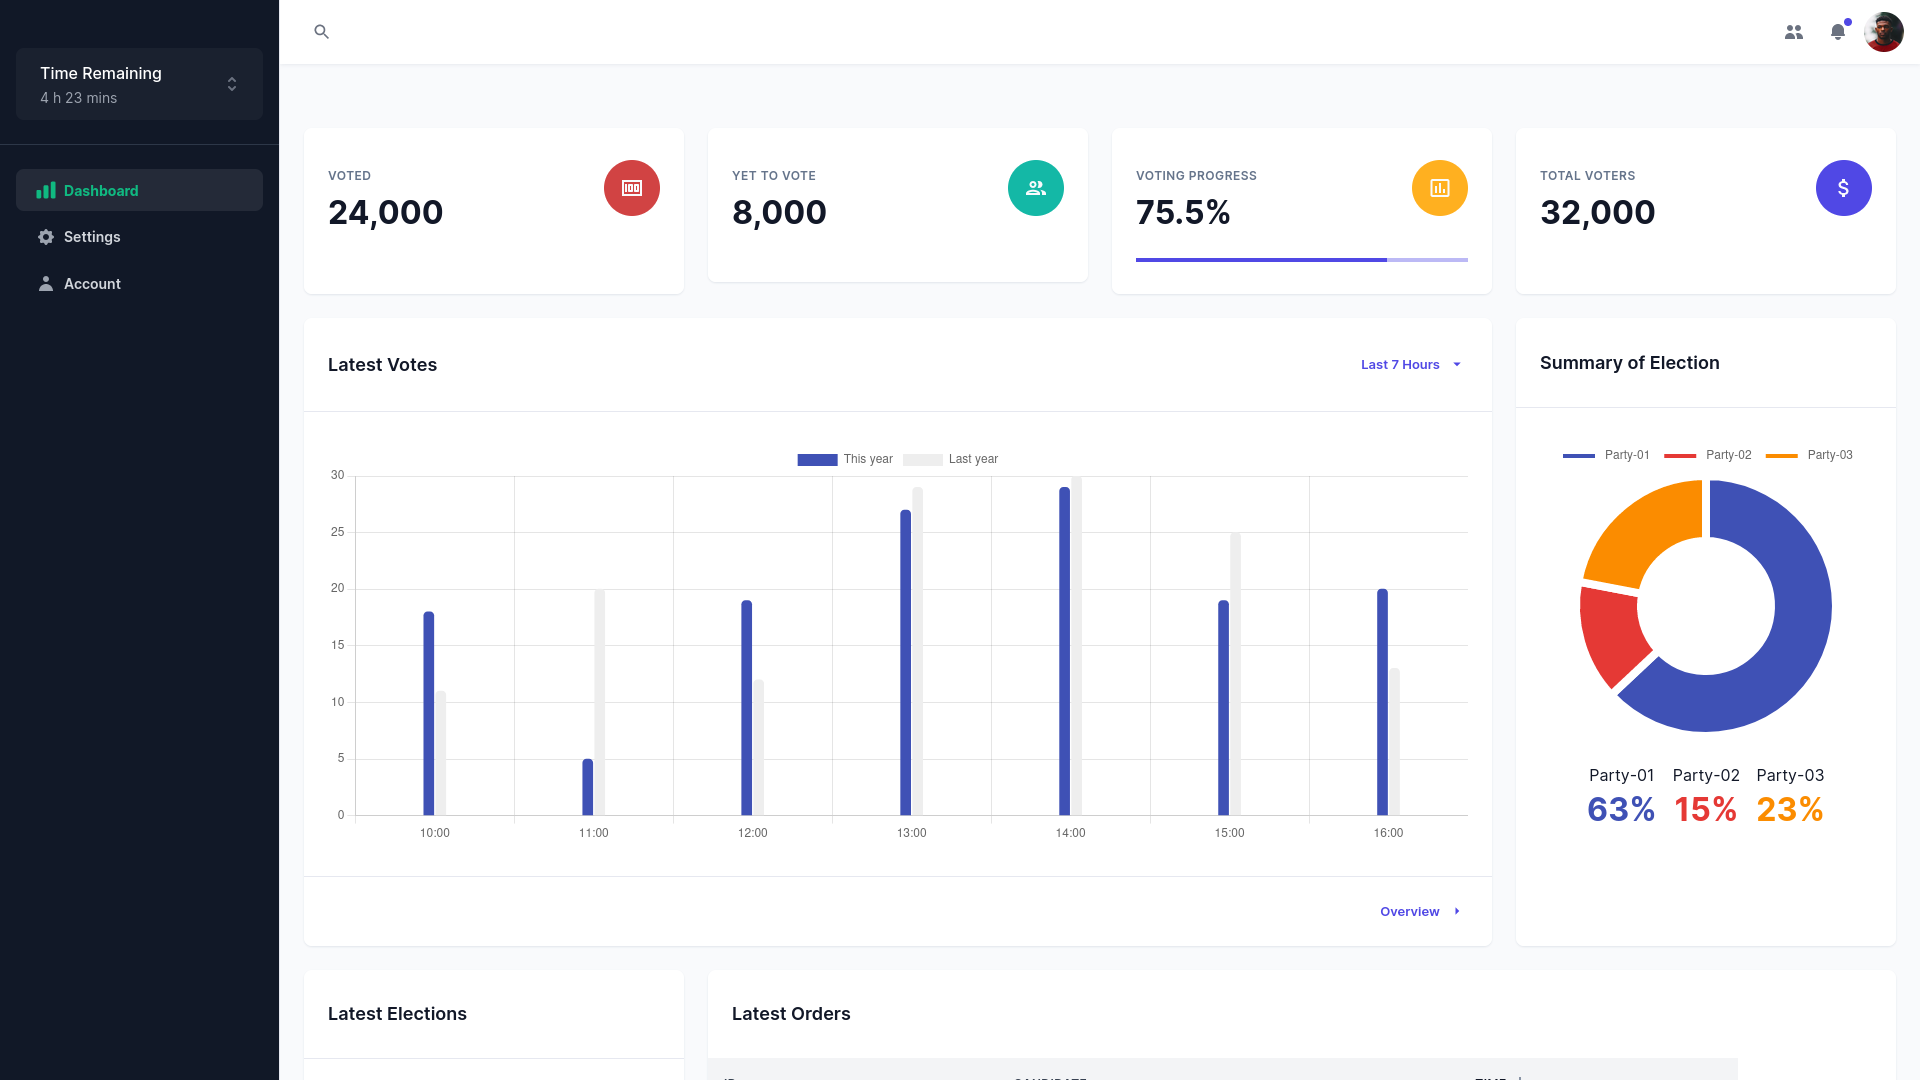 Time Remaining
4 h 23 mins
Dashboard
Settings
Account
VOTED
24,000
YET TO VOTE
8,000
VOTING PROGRESS
75.5%
TOTAL VOTERS
32,000
$
Latest Votes
Last 7 Hours
This year Last year
30
25
20
15
10
5
0
10:00 11:00 12:00 13:00 14:00 15:00 16:00
Overview
Summary of Election
Party-01 Party-02 Party-03
Party-01 Party-02 Party-03
63% 15% 23%
Latest Elections
Latest Orders
ID CANDIDATE TIME